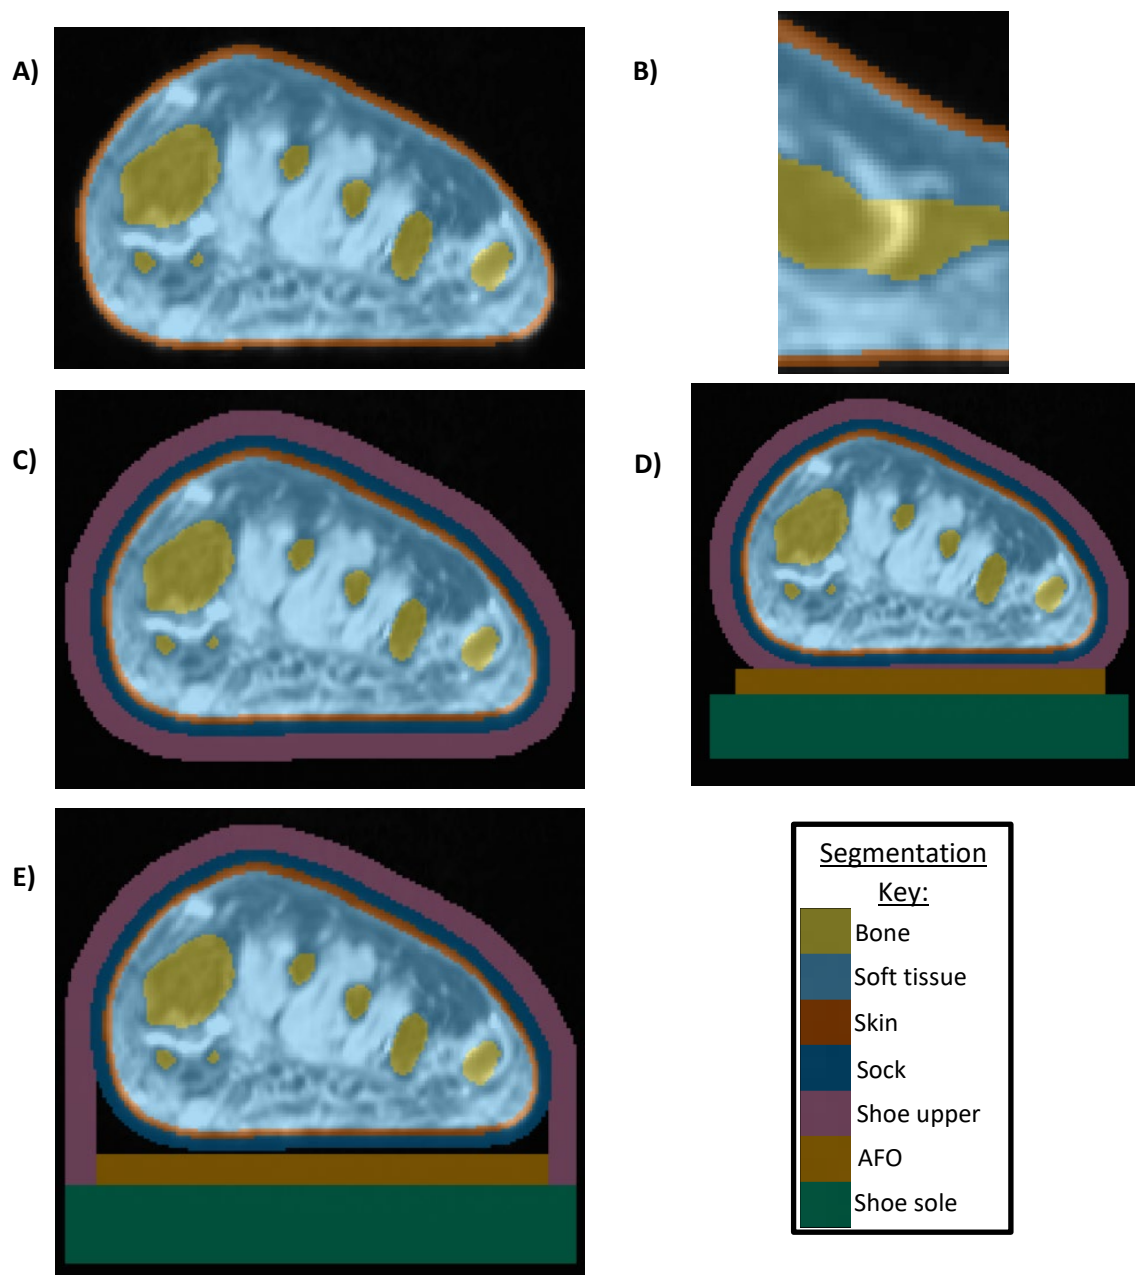 A)
B)
C)
D)
E)
Segmentation
Key:
Bone
Soft tissue
Skin
Sock
Shoe upper
AFO
Shoe sole